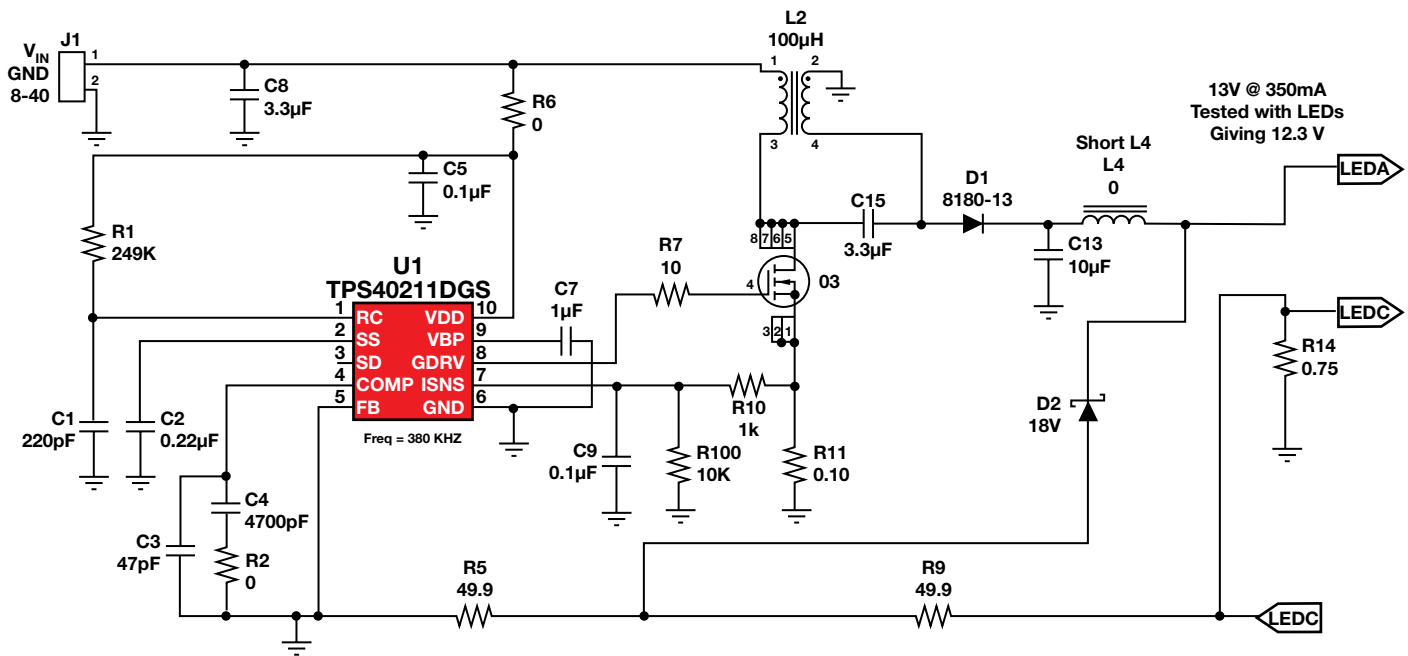 J1
V_IN
GND
8-40
1
2
C8
3.3µF
R6
0
L2
100µH
1
2
3
4
13V @ 350mA
Tested with LEDs
Giving 12.3 V
Short L4
L4
0
LEDA
C5
0.1µF
D1
8180-13
C15
3.3µF
8
7
6
5
C13
10µF
R1
249K
R7
10
4
03
U1
TPS40211DGS
C7
1µF
3
2
1
LEDC
1
RC
VDD
10
2
SS
VBP
9
3
SD
GDRV
8
4
COMP
ISNS
7
5
FB
GND
6
Freq = 380 KHZ
R14
0.75
R10
1k
D2
18V
C1
220pF
C2
0.22µF
C9
0.1µF
R100
10K
R11
0.10
C4
4700pF
C3
47pF
R2
0
R5
49.9
R9
49.9
LEDC